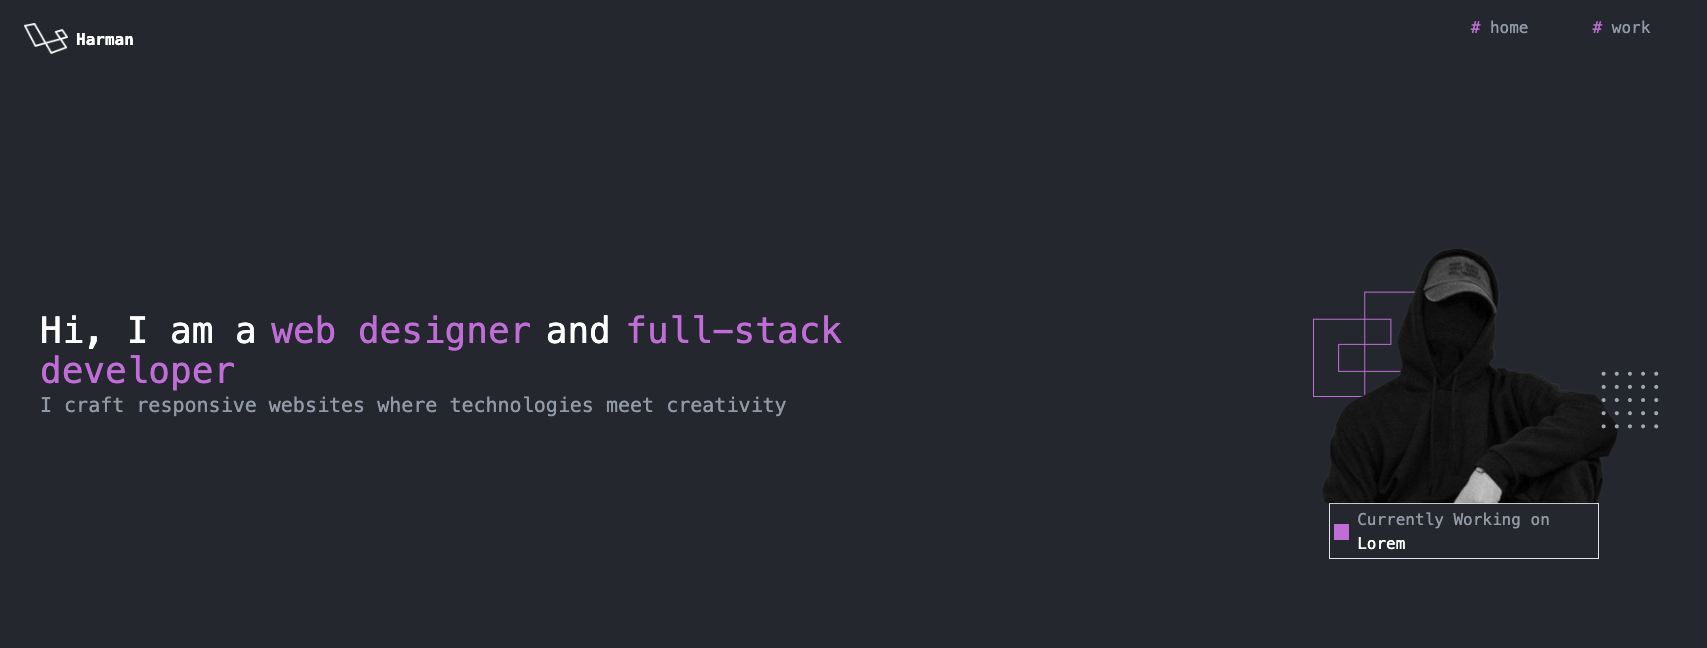 Harman
# home # work
Hi, I am a web designer and full-stack
developer
I craft responsive websites where technologies meet creativity
Currently Working on
Lorem